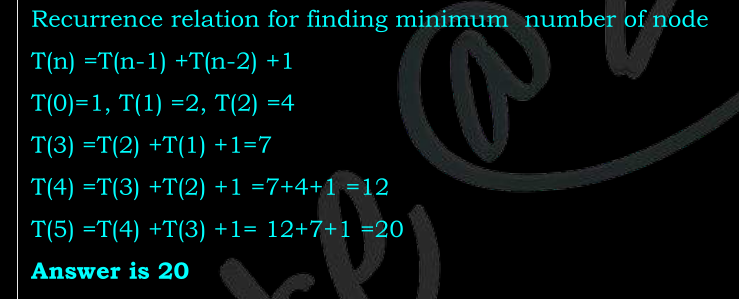 Recurrence relation for finding minimum number of node
T(n) =T(n-1) +T(n-2) +1
T(0)=1, T(1) =2, T(2) =4
T(3) =T(2) +T(1) +1=7
T(4) =T(3) +T(2) +1 =7+4+1 =12
T(5) =T(4) +T(3) +1= 12+7+1 =20
Answer is 20